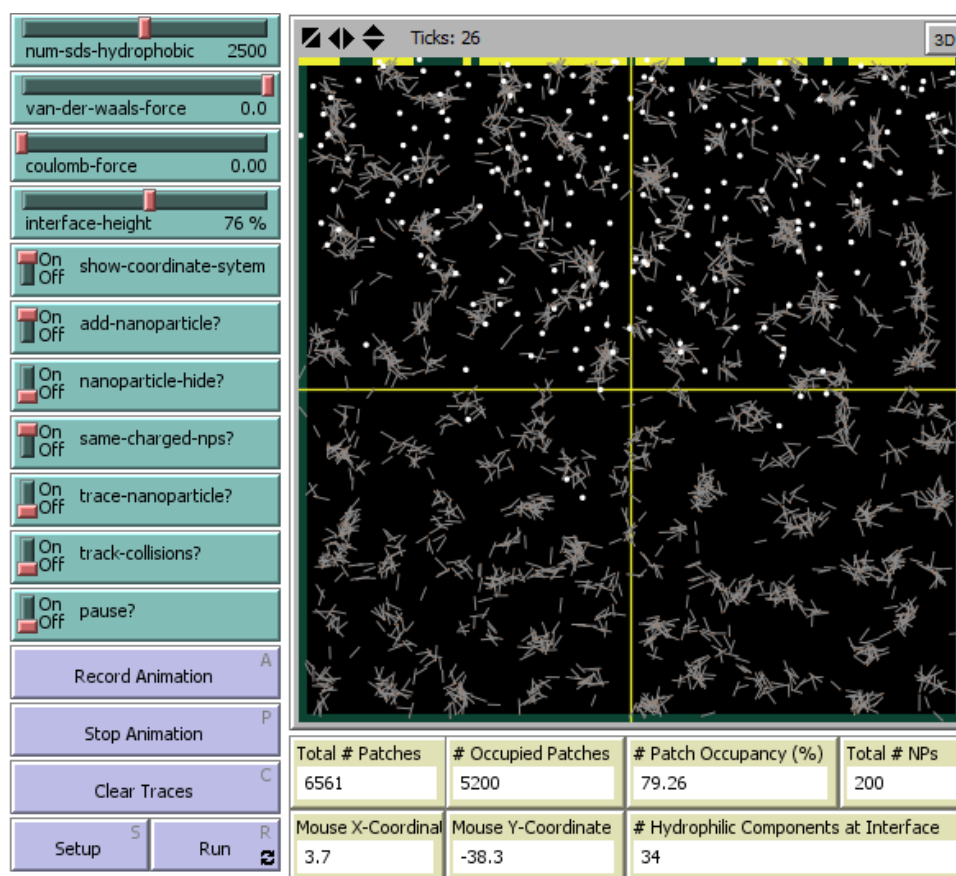 num-sds-hydrophobic 2500
van-der-waals-force 0.0
coulomb-force 0.00
interface-height 76 %
On
Off show-coordinate-sytem
On
Off add-nanoparticle?
On
Off nanoparticle-hide?
On
Off same-charged-nps?
On
Off trace-nanoparticle?
On
Off track-collisions?
On
Off pause?
A
Record Animation
P
Stop Animation
C
Clear Traces
S
Setup
R
Run
Ticks: 26
3D
Total # Patches
6561
# Occupied Patches
5200
# Patch Occupancy (%)
79.26
Total # NPs
200
Mouse X-Coordinat
3.7
Mouse Y-Coordinate
-38.3
# Hydrophilic Components at Interface
34